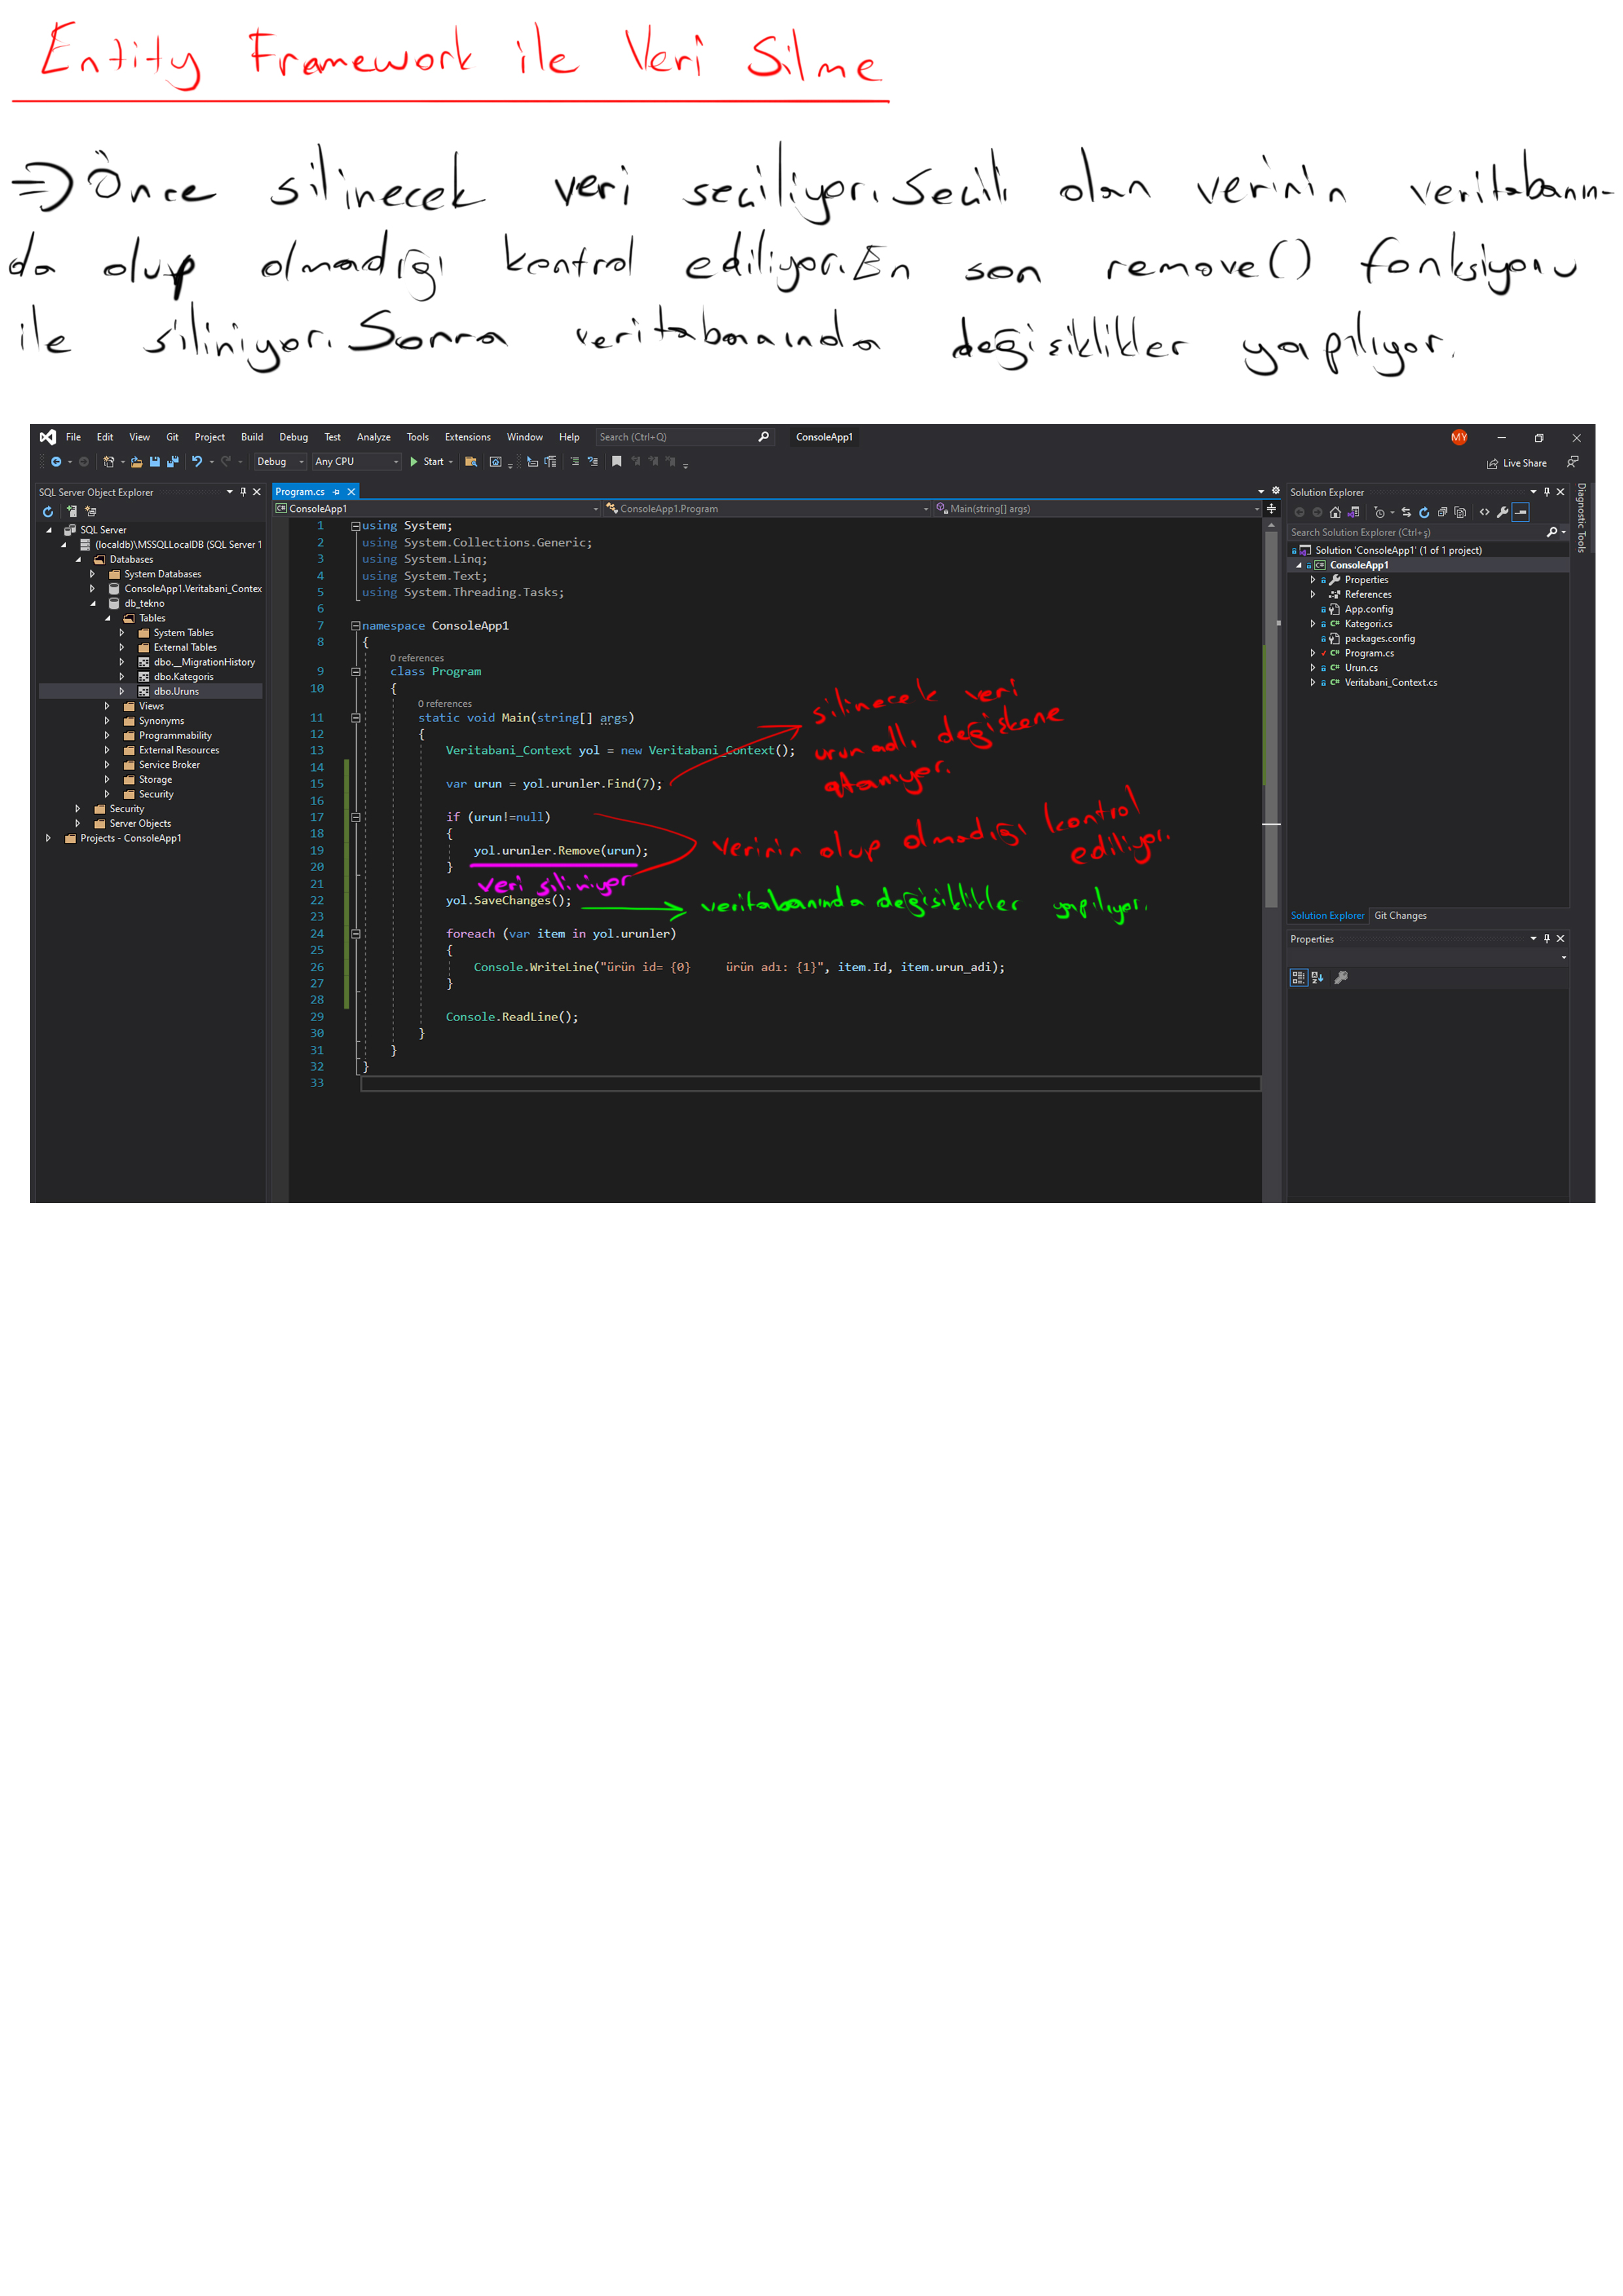 Entity Framework ile Veri Silme
=> Önce silinecek veri seçiliyor. Seçili olan verinin veritabanın-
da olup olmadığı kontrol ediliyor. En son remove() fonksiyonu
ile siliniyor. Sonra veritabanında değişiklikler yapılıyor.
File Edit View Git Project Build Debug Test Analyze Tools Extensions Window Help Search (Ctrl+Q) ConsoleApp1 MY
Debug Any CPU Start Live Share
SQL Server Object Explorer
SQL Server
(localdb)\MSSQLLocalDB (SQL Server 1
Databases
System Databases
ConsoleApp1.Veritabani_Contex
db_tekno
Tables
System Tables
External Tables
dbo.__MigrationHistory
dbo.Kategoris
dbo.Uruns
Views
Synonyms
Programmability
External Resources
Service Broker
Storage
Security
Security
Server Objects
Projects - ConsoleApp1
Program.cs
ConsoleApp1 ConsoleApp1.Program Main(string[] args)
1 using System;
2 using System.Collections.Generic;
3 using System.Linq;
4 using System.Text;
5 using System.Threading.Tasks;
6
7 namespace ConsoleApp1
8 {
0 references
9 class Program
10 {
0 references
11 static void Main(string[] args)
12 {
13 Veritabani_Context yol = new Veritabani_Context();
14
15 var urun = yol.urunler.Find(7);
16
17 if (urun!=null)
18 {
19 yol.urunler.Remove(urun);
20 }
21
22 yol.SaveChanges();
23
24 foreach (var item in yol.urunler)
25 {
26 Console.WriteLine("ürün id= {0} ürün adı: {1}", item.Id, item.urun_adi);
27 }
28
29 Console.ReadLine();
30 }
31 }
32 }
33
silinecek veri
urun adlı değişkene
atanıyor.
verinin olup olmadığı kontrol
ediliyor.
veri siliniyor
veritabanında değişiklikler yapılıyor.
Solution Explorer
Search Solution Explorer (Ctrl+ş)
Solution 'ConsoleApp1' (1 of 1 project)
ConsoleApp1
Properties
References
App.config
Kategori.cs
packages.config
Program.cs
Urun.cs
Veritabani_Context.cs
Solution Explorer Git Changes
Properties
Diagnostic Tools